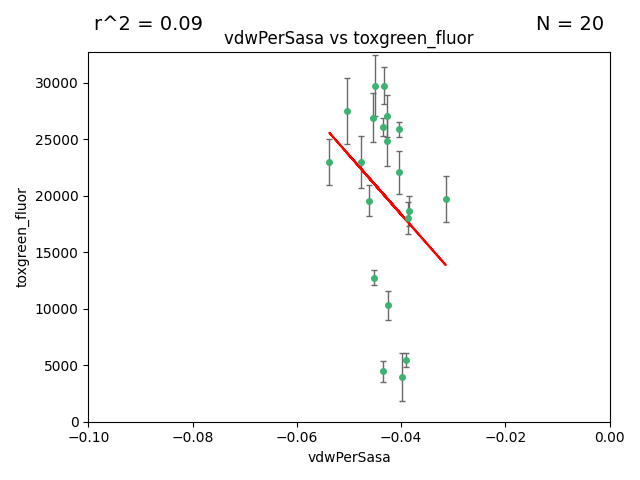 r^2 = 0.09
N = 20
vdwPerSasa vs toxgreen_fluor
30000
25000
20000
15000
10000
5000
0
toxgreen_fluor
−0.10
−0.08
−0.06
−0.04
−0.02
0.00
vdwPerSasa